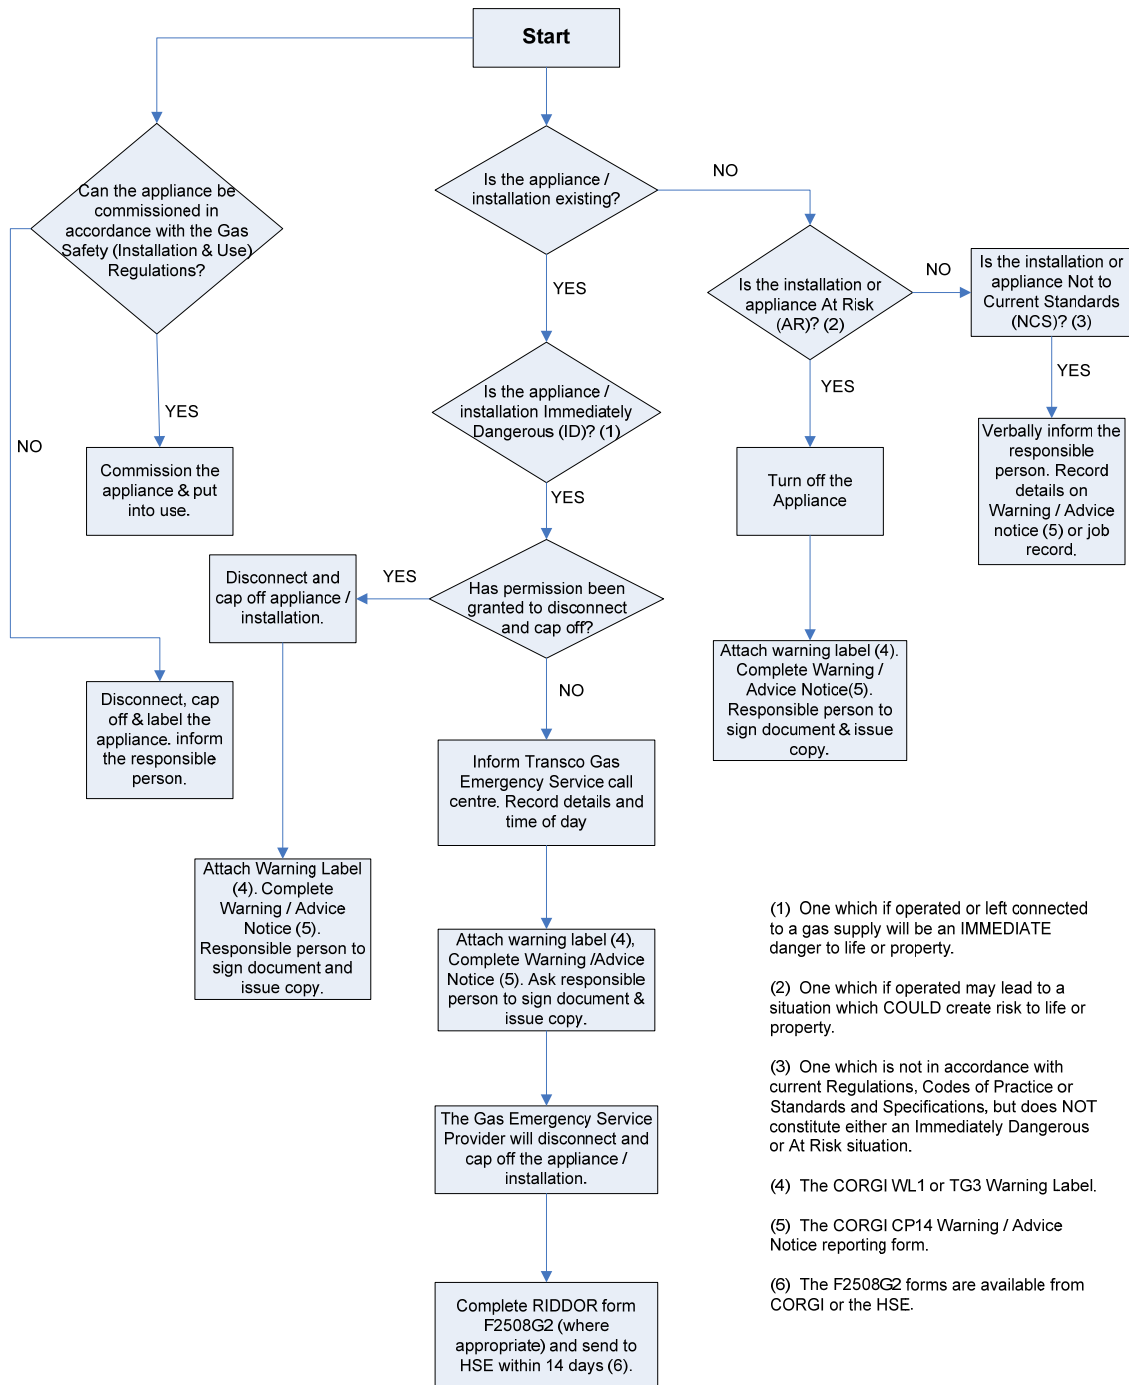 Start
Can the appliance be
commissioned in
accordance with the Gas
Safety (Installation & Use)
Regulations?
YES
NO
Commission the
appliance & put
into use.
Disconnect, cap
off & label the
appliance. inform
the responsible
person.
Is the appliance /
installation existing?
NO
YES
Is the appliance /
installation Immediately
Dangerous (ID)? (1)
YES
Has permission been
granted to disconnect
and cap off?
YES
NO
Disconnect and
cap off appliance /
installation.
Attach Warning Label
(4). Complete
Warning / Advice
Notice (5).
Responsible person to
sign document and
issue copy.
Inform Transco Gas
Emergency Service call
centre. Record details and
time of day
Attach warning label (4),
Complete Warning /Advice
Notice (5). Ask responsible
person to sign document &
issue copy.
The Gas Emergency Service
Provider will disconnect and
cap off the appliance /
installation.
Complete RIDDOR form
F2508G2 (where
appropriate) and send to
HSE within 14 days (6).
Is the installation or
appliance At Risk
(AR)? (2)
NO
YES
Turn off the
Appliance
Attach warning label (4).
Complete Warning /
Advice Notice(5).
Responsible person to
sign document & issue
copy.
Is the installation or
appliance Not to
Current Standards
(NCS)? (3)
YES
Verbally inform the
responsible
person. Record
details on
Warning / Advice
notice (5) or job
record.
(1) One which if operated or left connected
to a gas supply will be an IMMEDIATE
danger to life or property.
(2) One which if operated may lead to a
situation which COULD create risk to life or
property.
(3) One which is not in accordance with
current Regulations, Codes of Practice or
Standards and Specifications, but does NOT
constitute either an Immediately Dangerous
or At Risk situation.
(4) The CORGI WL1 or TG3 Warning Label.
(5) The CORGI CP14 Warning / Advice
Notice reporting form.
(6) The F2508G2 forms are available from
CORGI or the HSE.